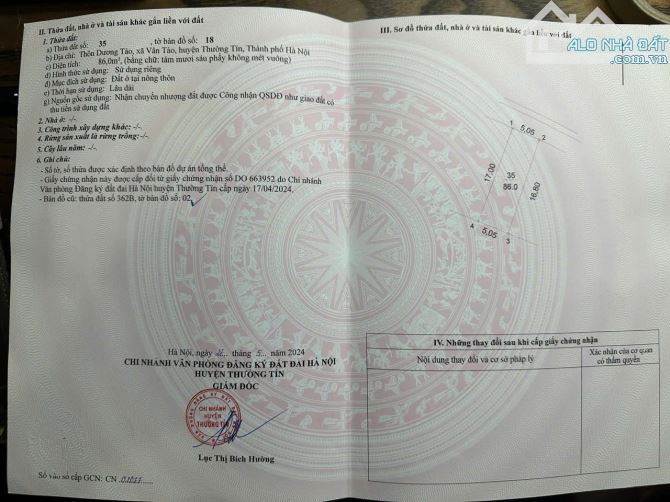 II. Thửa đất, nhà ở và tài sản khác gắn liền với đất
1. Thửa đất:
a) Thửa đất số: 35 , tờ bản đồ số: 18
b) Địa chỉ: Thôn Dương Tảo, xã Vân Tảo, huyện Thường Tín, Thành phố Hà Nội
c) Diện tích: 86,0m², (bằng chữ: tám mươi sáu phẩy không mét vuông)
d) Hình thức sử dụng: Sử dụng riêng
đ) Mục đích sử dụng: Đất ở tại nông thôn
e) Thời hạn sử dụng: Lâu dài
g) Nguồn gốc sử dụng: Nhận chuyển nhượng đất được Công nhận QSDĐ như giao đất có
thu tiền sử dụng đất
2. Nhà ở: -/-
3. Công trình xây dựng khác: -/-
4. Rừng sản xuất là rừng trồng: -/-
5. Cây lâu năm: -/-
6. Ghi chú:
- Số tờ, số thửa được xác định theo bản đồ dự án tổng thể.
- Giấy chứng nhận này được cấp đổi từ giấy chứng nhận số DO 663952 do Chi nhánh
Văn phòng Đăng ký đất đai Hà Nội huyện Thường Tín cấp ngày 17/04/2024.
- Bản đồ cũ: thửa đất số 362B, tờ bản đồ số: 02
Hà Nội, ngày tháng 5 năm 2024
CHI NHÁNH VĂN PHÒNG ĐĂNG KÝ ĐẤT ĐAI HÀ NỘI
HUYỆN THƯỜNG TÍN
GIÁM ĐỐC
CHI NHÁNH
HUYỆN
THƯỜNG TÍN
Lục Thị Bích Hường
Số vào sổ cấp GCN: CN
III. Sơ đồ thửa đất, nhà ở và tài sản khác gắn liền với đất
ALO NHÀ ĐẤT
.COM.VN
1 5,05 2
17,00
35
86.0
16,80
4 5,05 3
IV. Những thay đổi sau khi cấp giấy chứng nhận
Nội dung thay đổi và cơ sở pháp lý
Xác nhận của cơ quan
có thẩm quyền